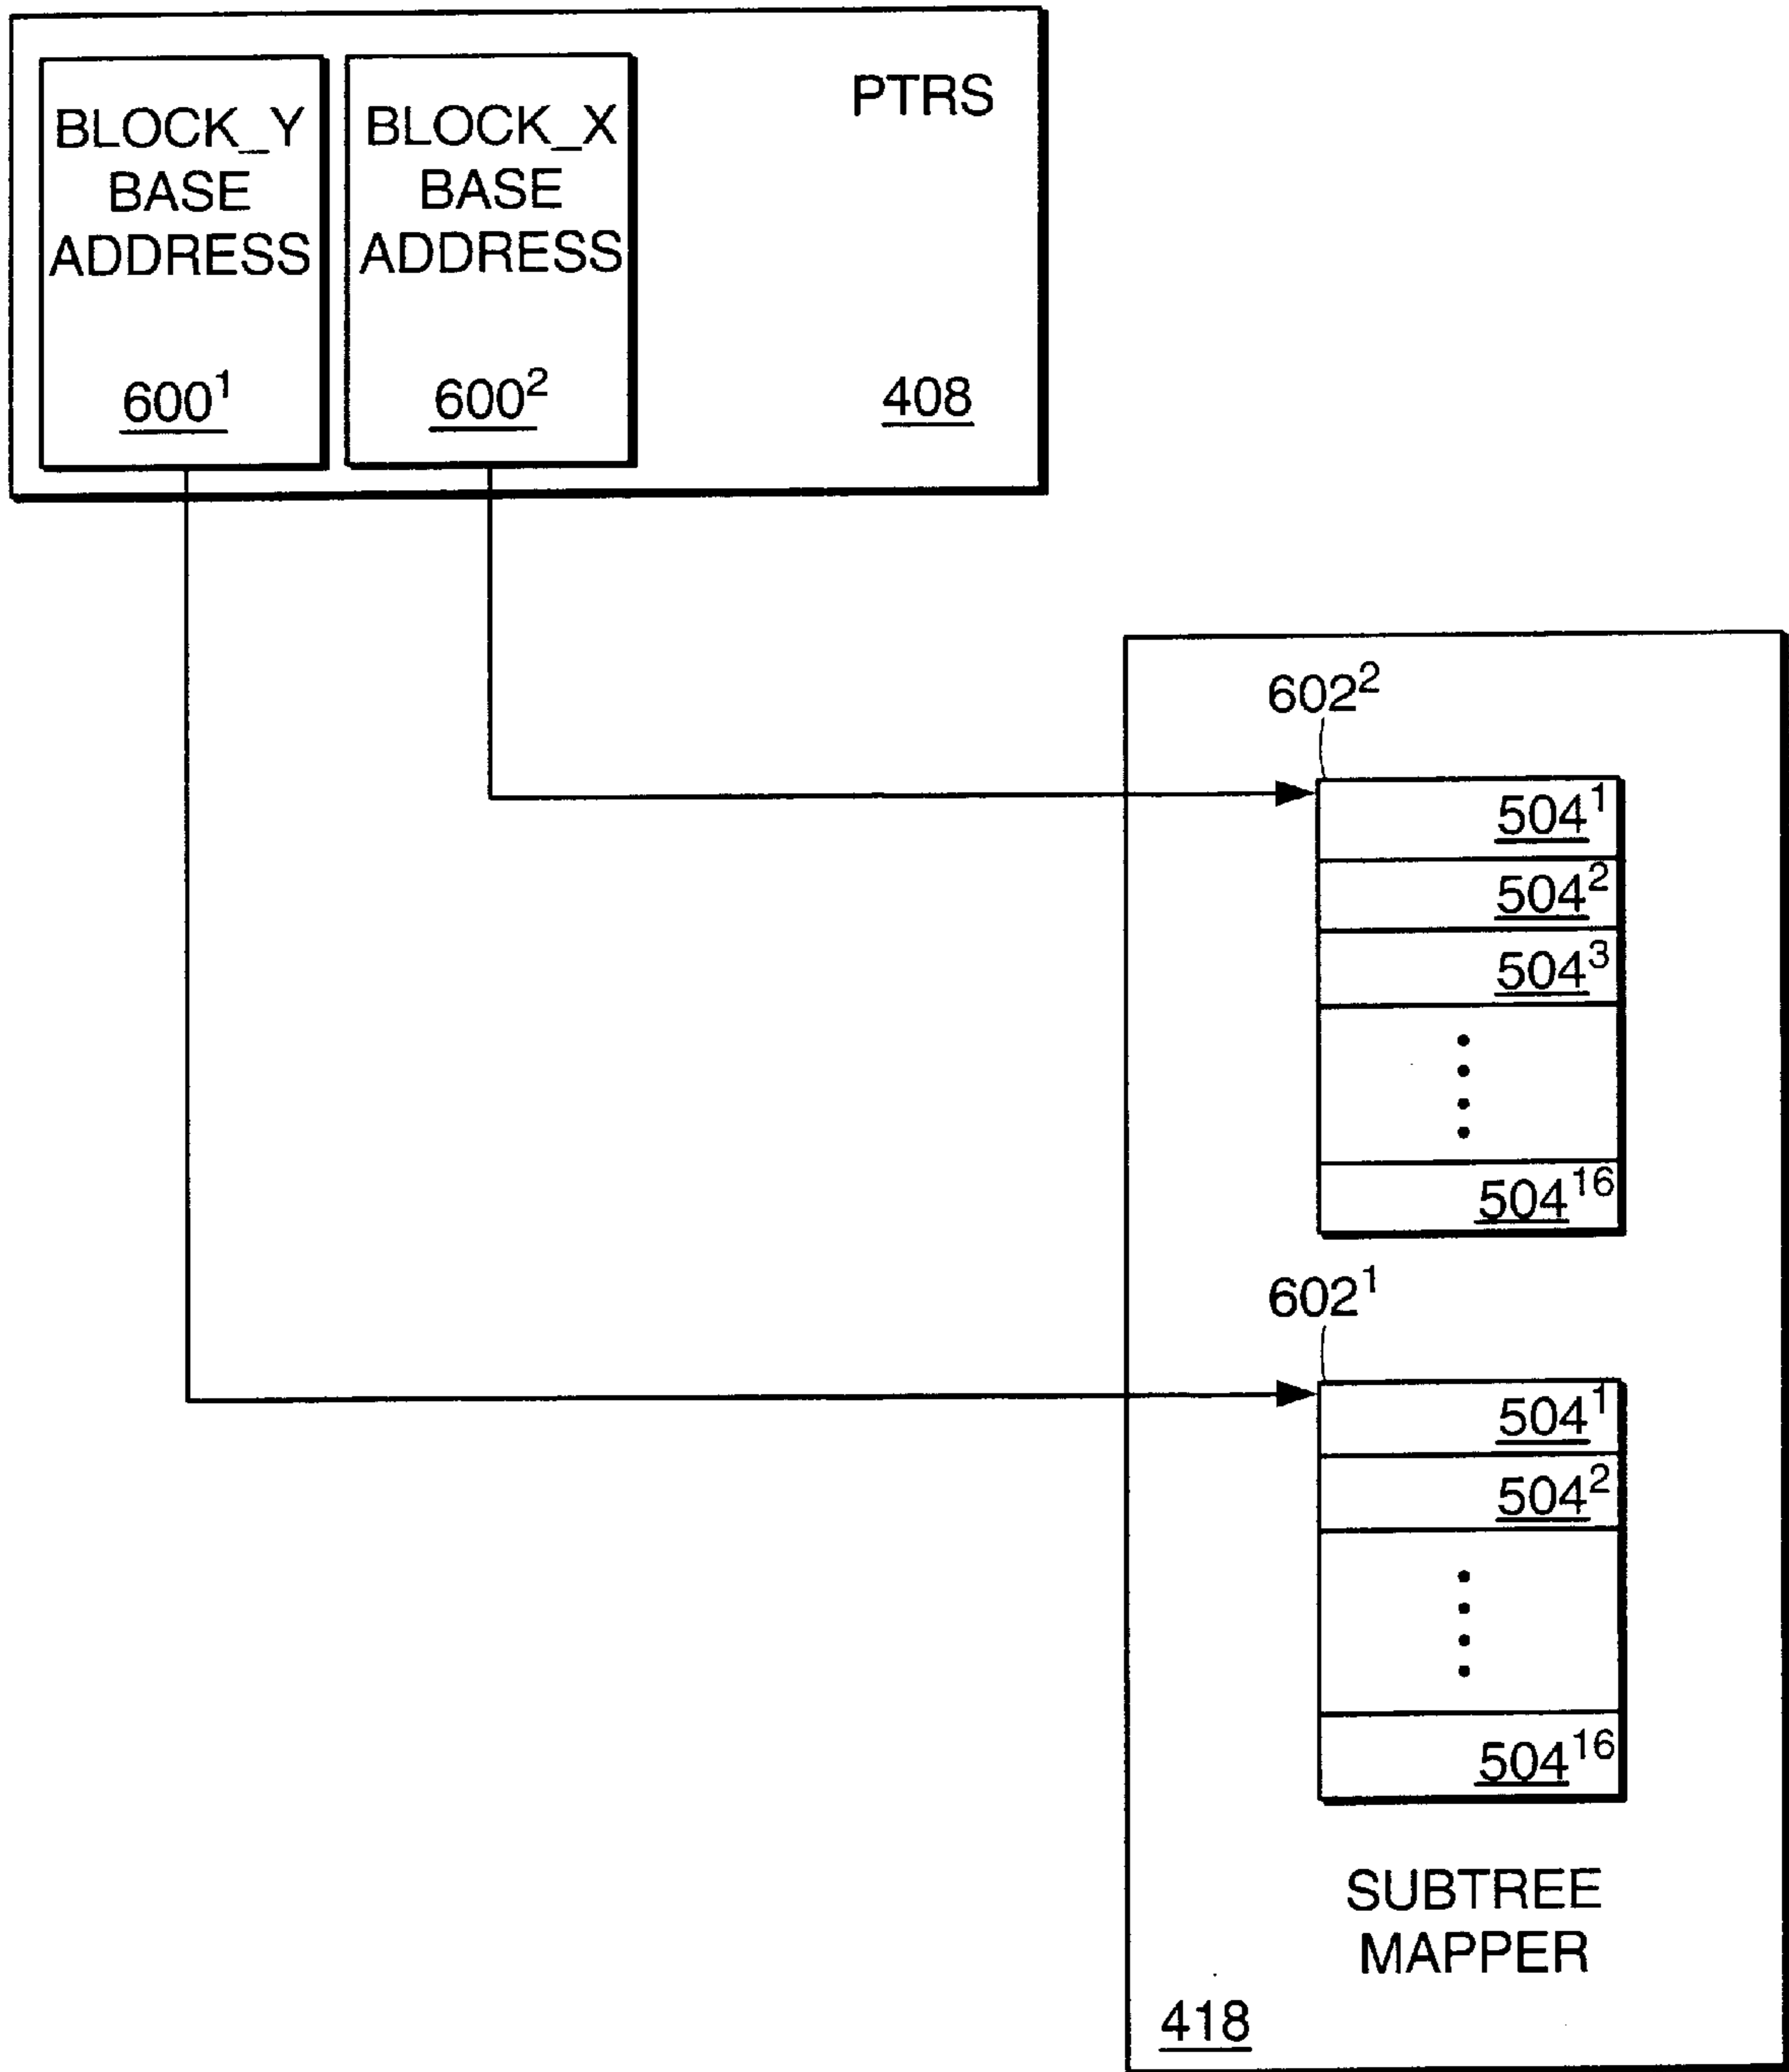 BLOCK_Y
BASE
ADDRESS
600¹
BLOCK_X
BASE
ADDRESS
600²
PTRS
408
602²
504¹
504²
504³
504¹⁶
602¹
504¹
504²
504¹⁶
SUBTREE
MAPPER
418